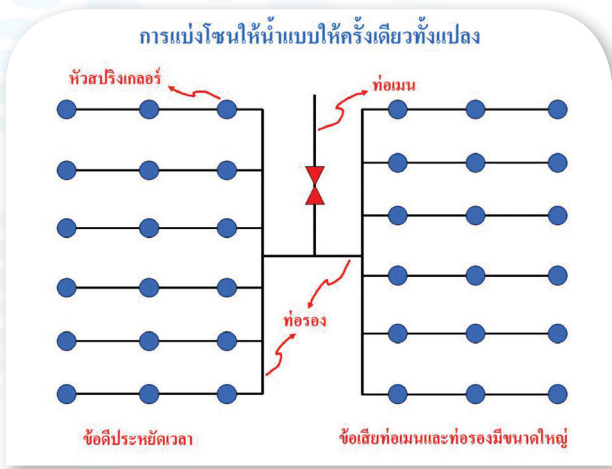 การแบ่งโซนให้น้ำแบบให้ครั้งเดียวทั้งแปลง
หัวสปริงเกลอร์
ท่อเมน
ท่อรอง
ข้อดีประหยัดเวลา
ข้อเสียท่อเมนและท่อรองมีขนาดใหญ่